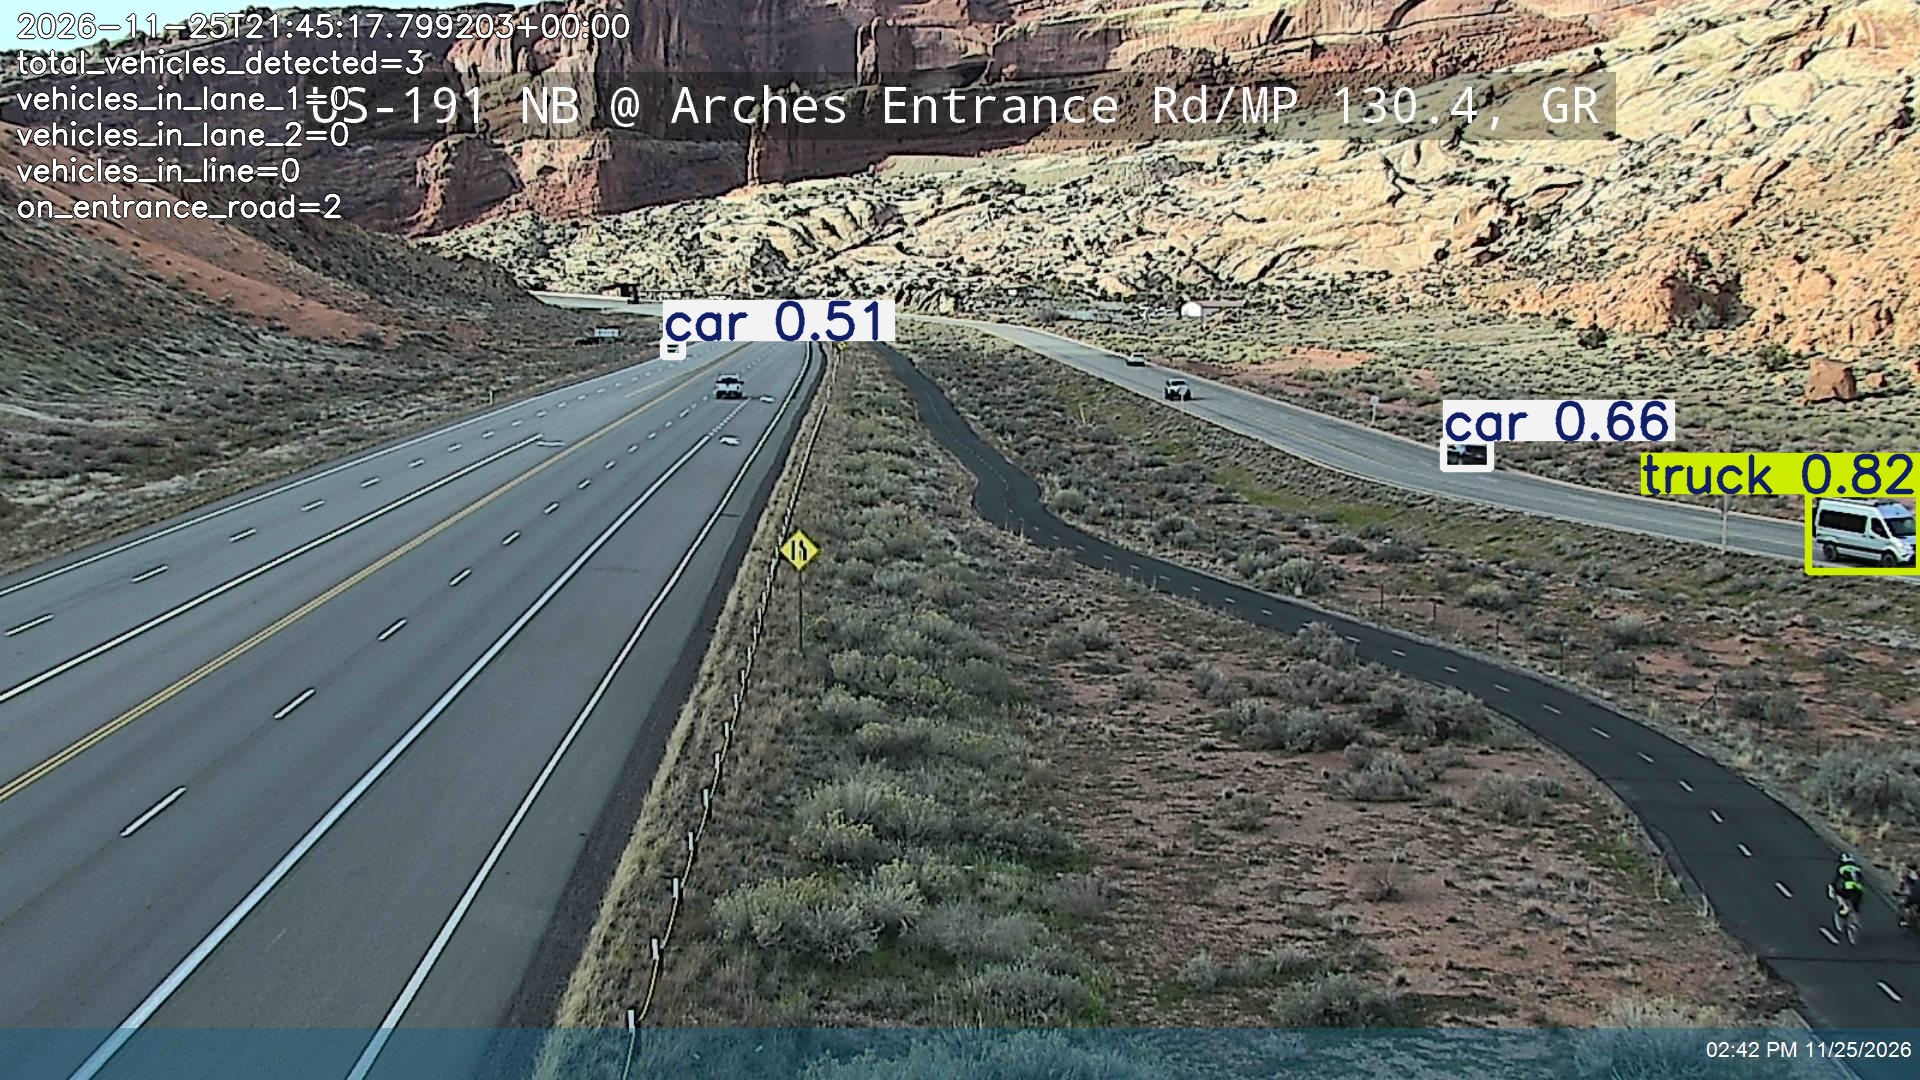 2026-11-25T21:45:17.799203+00:00
total_vehicles_detected=3
vehicles_in_lane_1=0
US-191 NB @ Arches Entrance Rd/MP 130.4, GR
vehicles_in_lane_2=0
vehicles_in_line=0
on_entrance_road=2
car 0.51
car 0.66
truck 0.82
02:42 PM 11/25/2026